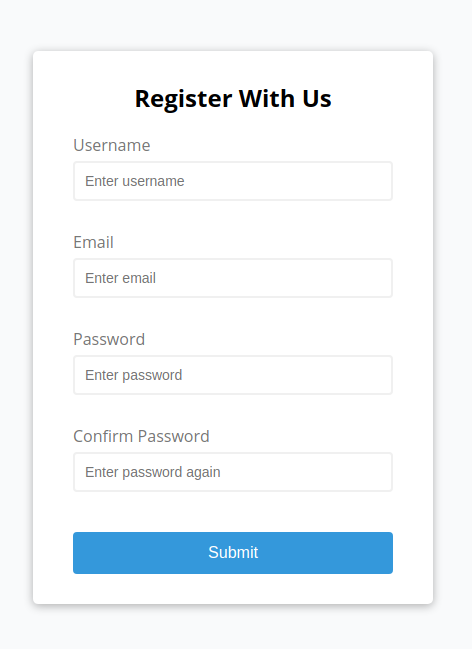 Register With Us
Username
Enter username
Email
Enter email
Password
Enter password
Confirm Password
Enter password again
Submit